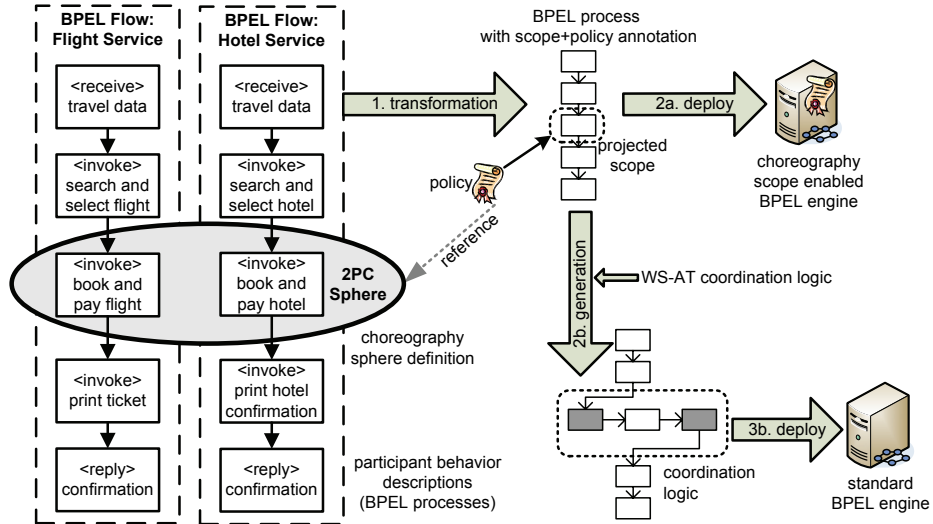 BPEL Flow:
Flight Service
<receive>
travel data
<invoke>
search and
select flight
<invoke>
book and
pay flight
<invoke>
print ticket
<reply>
confirmation
BPEL Flow:
Hotel Service
<receive>
travel data
<invoke>
search and
select hotel
<invoke>
book and
pay hotel
<invoke>
print hotel
confirmation
<reply>
confirmation
2PC
Sphere
choreography
sphere definition
participant behavior
descriptions
(BPEL processes)
1. transformation
policy
reference
BPEL process
with scope+policy annotation
projected
scope
2a. deploy
choreography
scope enabled
BPEL engine
2b. generation
WS-AT coordination logic
coordination
logic
3b. deploy
standard
BPEL engine